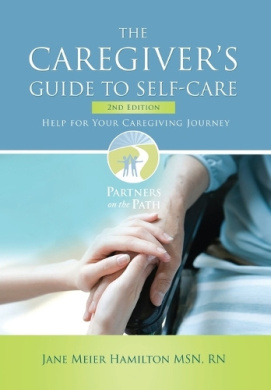 THE
CAREGIVER'S
GUIDE TO SELF-CARE
2ND EDITION
HELP FOR YOUR CAREGIVING JOURNEY
PARTNERS
on the PATH
JANE MEIER HAMILTON MSN, RN